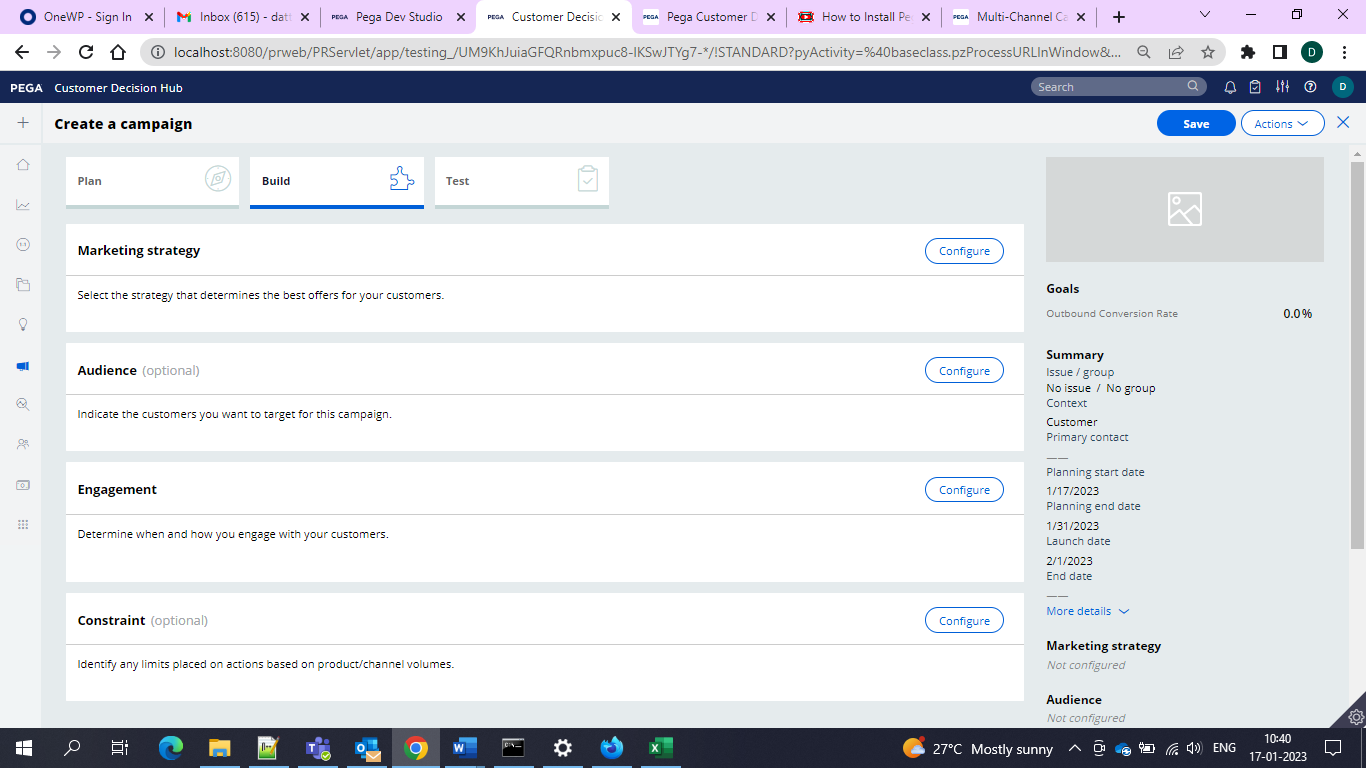 OneWP - Sign In
Inbox (615) - datt
PEGA Pega Dev Studio
PEGA Customer Decisio
PEGA Pega Customer D
How to Install Pe
PEGA Multi-Channel Ca
localhost:8080/prweb/PRServlet/app/testing_/UM9KhJuiaGFQRnbmxpuc8-IKSwJTYg7-*/!STANDARD?pyActivity=%40baseclass.pzProcessURLInWindow&...
D
PEGA Customer Decision Hub
Search
D
Create a campaign
Save
Actions
Plan
Build
Test
Marketing strategy
Configure
Select the strategy that determines the best offers for your customers.
Audience (optional)
Configure
Indicate the customers you want to target for this campaign.
Engagement
Configure
Determine when and how you engage with your customers.
Constraint (optional)
Configure
Identify any limits placed on actions based on product/channel volumes.
Goals
Outbound Conversion Rate 0.0%
Summary
Issue / group
No issue / No group
Context
Customer
Primary contact
——
Planning start date
1/17/2023
Planning end date
1/31/2023
Launch date
2/1/2023
End date
——
More details
Marketing strategy
Not configured
Audience
Not configured
27°C Mostly sunny
ENG
10:40
17-01-2023